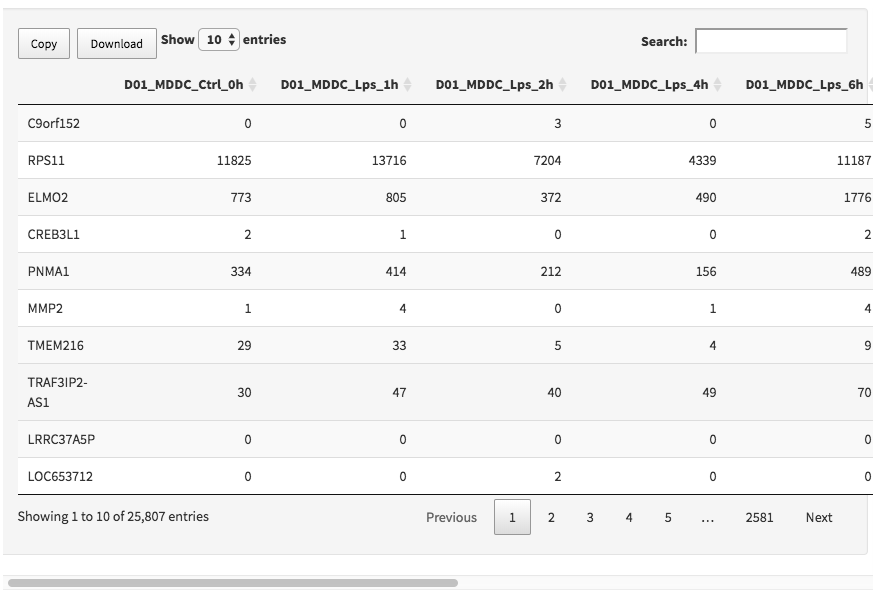 Copy Download Show 10 entries Search:
D01_MDDC_Ctrl_0h D01_MDDC_Lps_1h D01_MDDC_Lps_2h D01_MDDC_Lps_4h D01_MDDC_Lps_6h
C9orf152 0 0 3 0 5
RPS11 11825 13716 7204 4339 11187
ELMO2 773 805 372 490 1776
CREB3L1 2 1 0 0 2
PNMA1 334 414 212 156 489
MMP2 1 4 0 1 4
TMEM216 29 33 5 4 9
TRAF3IP2-
AS1 30 47 40 49 70
LRRC37A5P 0 0 0 0 0
LOC653712 0 0 2 0 0
Showing 1 to 10 of 25,807 entries Previous 1 2 3 4 5 … 2581 Next